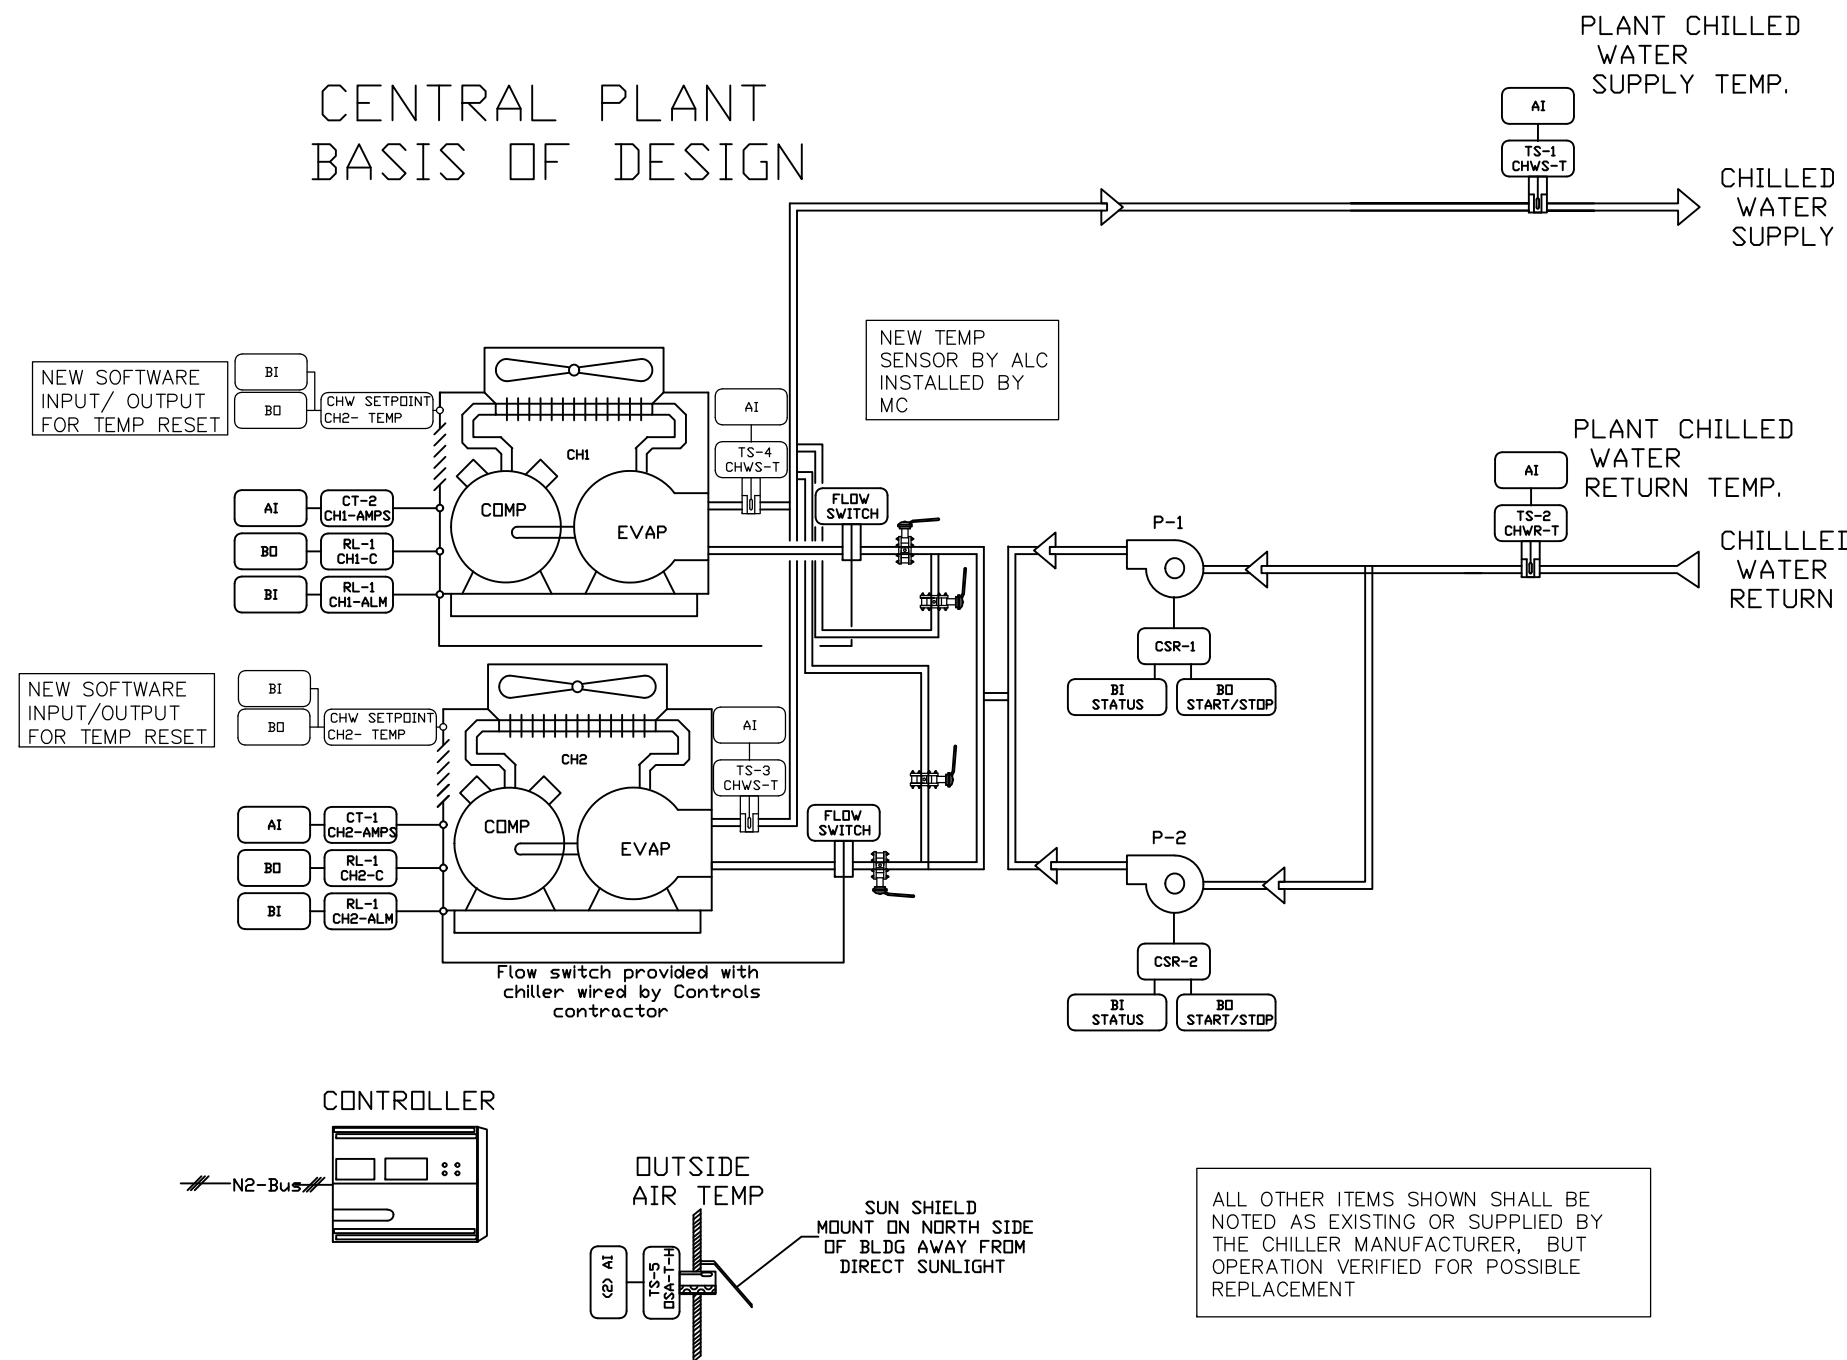 CENTRAL PLANT
BASIS OF DESIGN
PLANT CHILLED
WATER
SUPPLY TEMP.
AI
TS-1
CHWS-T
CHILLED
WATER
SUPPLY
NEW TEMP
SENSOR BY ALC
INSTALLED BY
MC
NEW SOFTWARE
INPUT/ OUTPUT
FOR TEMP RESET
BI
BO
CHW SETPOINT
CH2- TEMP
AI
CT-2
CH1-AMPS
BO
RL-1
CH1-C
BI
RL-1
CH1-ALM
CH1
COMP
EVAP
AI
TS-4
CHWS-T
FLOW
SWITCH
PLANT CHILLED
WATER
RETURN TEMP.
AI
TS-2
CHWR-T
CHILLLED
WATER
RETURN
P-1
CSR-1
BI
STATUS
BO
START/STOP
NEW SOFTWARE
INPUT/OUTPUT
FOR TEMP RESET
BI
BO
CHW SETPOINT
CH2- TEMP
AI
CT-1
CH2-AMPS
BO
RL-1
CH2-C
BI
RL-1
CH2-ALM
CH2
COMP
EVAP
AI
TS-3
CHWS-T
FLOW
SWITCH
Flow switch provided with
chiller wired by Controls
contractor
P-2
CSR-2
BI
STATUS
BO
START/STOP
CONTROLLER
N2-Bus
OUTSIDE
AIR TEMP
(2) AI
TS-5
OSA-T-H
SUN SHIELD
MOUNT ON NORTH SIDE
OF BLDG AWAY FROM
DIRECT SUNLIGHT
ALL OTHER ITEMS SHOWN SHALL BE
NOTED AS EXISTING OR SUPPLIED BY
THE CHILLER MANUFACTURER, BUT
OPERATION VERIFIED FOR POSSIBLE
REPLACEMENT